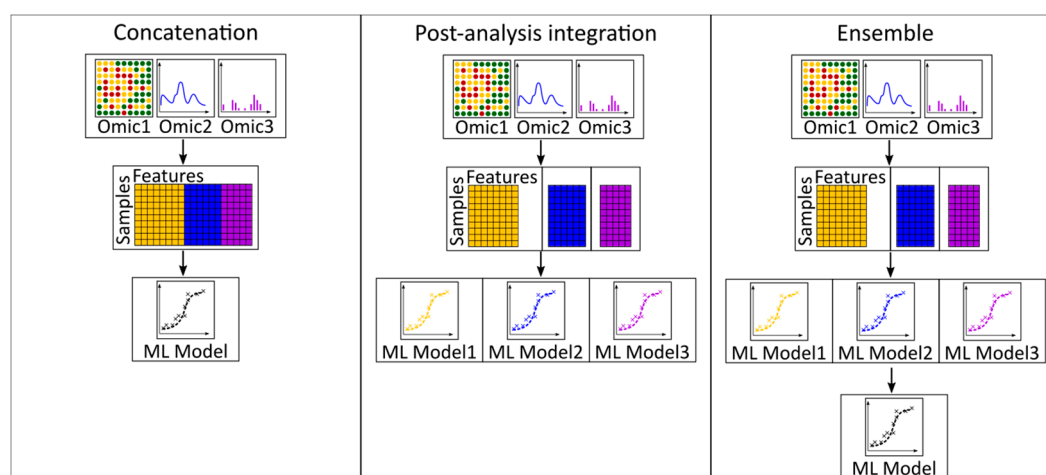 Concatenation
Omic1 Omic2 Omic3
Features
Samples
ML Model
Post-analysis integration
Omic1 Omic2 Omic3
Features
Samples
ML Model1 ML Model2 ML Model3
Ensemble
Omic1 Omic2 Omic3
Features
Samples
ML Model1 ML Model2 ML Model3
ML Model